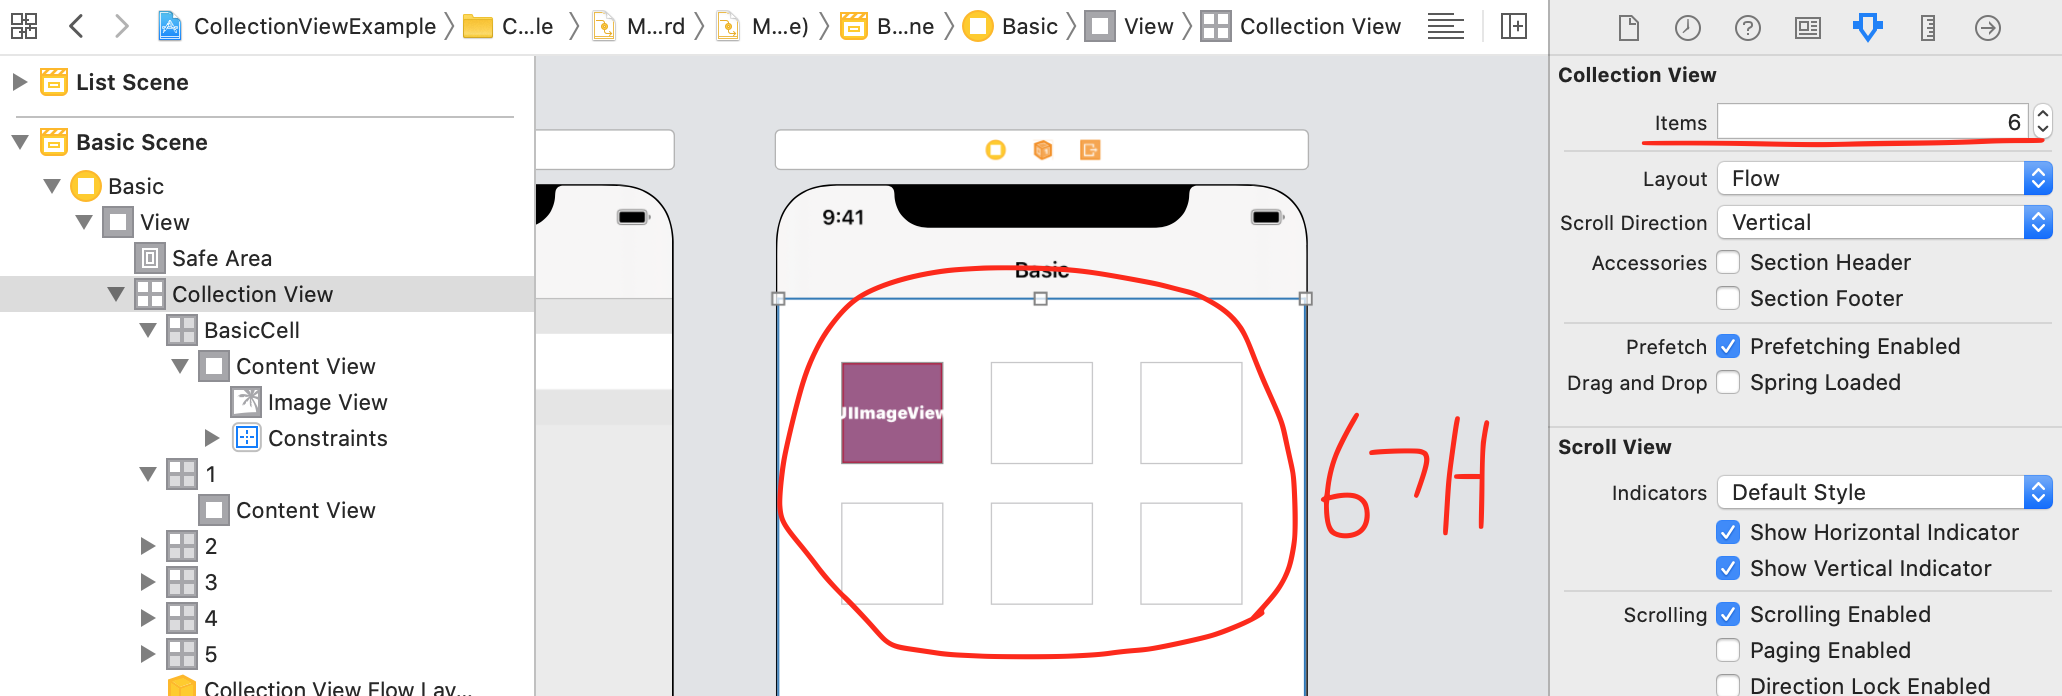 CollectionViewExample
C...le
M...rd
M...e)
B...ne
Basic
View
Collection View
List Scene
Basic Scene
Basic
View
Safe Area
Collection View
BasicCell
Content View
Image View
Constraints
1
Content View
2
3
4
5
Collection View Flow Lay...
9:41
Basic
UIImageView
6개
Collection View
Items 6
Layout Flow
Scroll Direction Vertical
Accessories Section Header
Section Footer
Prefetch Prefetching Enabled
Drag and Drop Spring Loaded
Scroll View
Indicators Default Style
Show Horizontal Indicator
Show Vertical Indicator
Scrolling Scrolling Enabled
Paging Enabled
Direction Lock Enabled